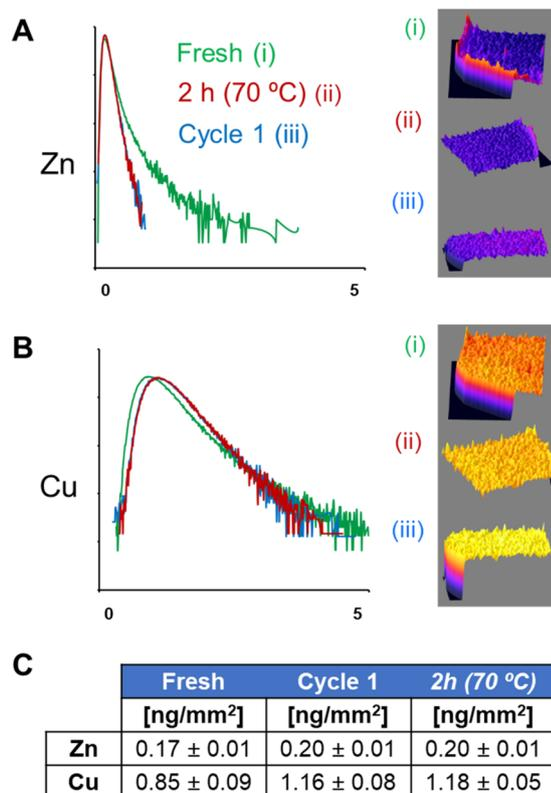 A
Zn
Fresh (i)
2 h (70 ºC) (ii)
Cycle 1 (iii)
0
5
(i)
(ii)
(iii)
B
Cu
0
5
(i)
(ii)
(iii)
C
Fresh Cycle 1 2h (70 ºC)
[ng/mm²] [ng/mm²] [ng/mm²]
Zn 0.17 ± 0.01 0.20 ± 0.01 0.20 ± 0.01
Cu 0.85 ± 0.09 1.16 ± 0.08 1.18 ± 0.05